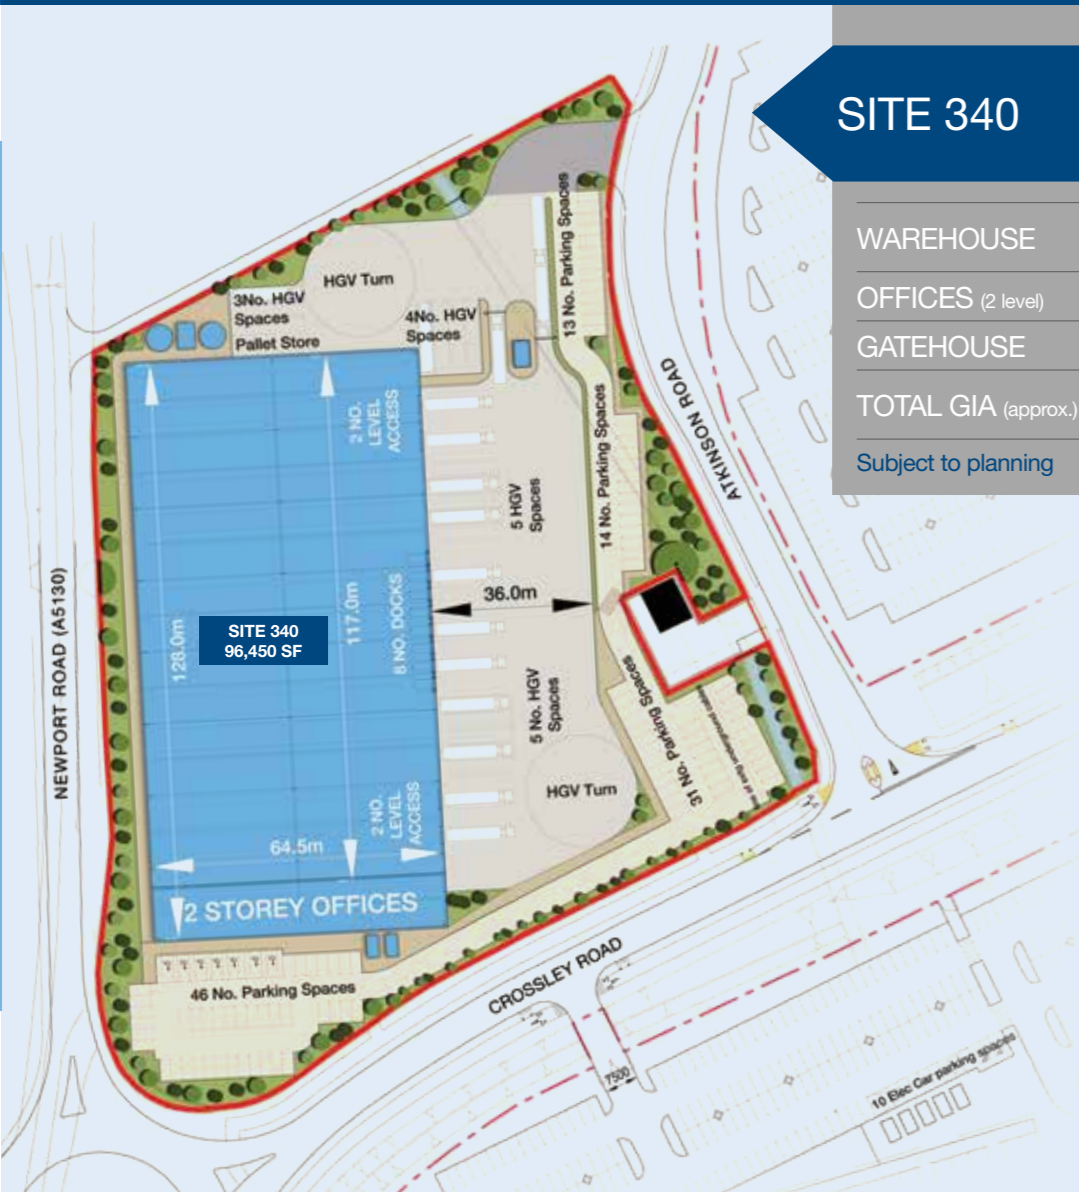 SITE 340
WAREHOUSE
OFFICES (2 level)
GATEHOUSE
TOTAL GIA (approx.)
Subject to planning
13 No. Parking Spaces
HGV Turn
3No. HGV
Spaces
4No. HGV
Spaces
Pallet Store
2 NO.
LEVEL
ACCESS
ATKINSON ROAD
14 No. Parking Spaces
5 HGV
Spaces
36.0m
NEWPORT ROAD (A5130)
128.0m
SITE 340
96,450 SF
117.0m
8 NO. DOCKS
5 No. HGV
Spaces
31 No. Parking Spaces
HGV Turn
2 NO.
LEVEL
ACCESS
64.5m
2 STOREY OFFICES
46 No. Parking Spaces
CROSSLEY ROAD
7500
10 Elec Car parking spaces